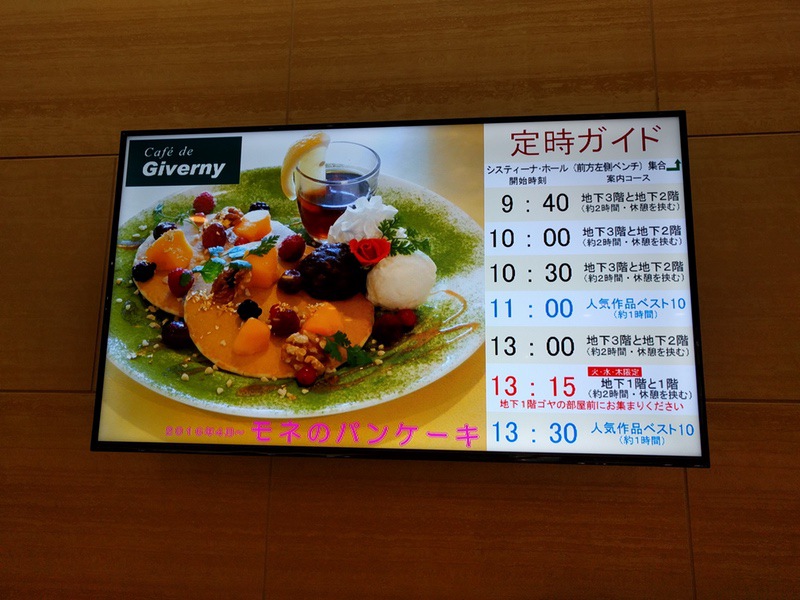 Café de
Giverny
2016年4月〜 モネのパンケーキ
定時ガイド
システィーナ・ホール（前方左側ベンチ）集合
開始時刻 案内コース
9：40 地下3階と地下2階
（約2時間・休憩を挟む）
10：00 地下3階と地下2階
（約2時間・休憩を挟む）
10：30 地下3階と地下2階
（約2時間・休憩を挟む）
11：00 人気作品ベスト10
（約1時間）
13：00 地下3階と地下2階
（約2時間・休憩を挟む）
火・水・木限定
13：15 地下1階と1階
（約2時間・休憩を挟む）
地下1階ゴヤの部屋前にお集まりください
13：30 人気作品ベスト10
（約1時間）